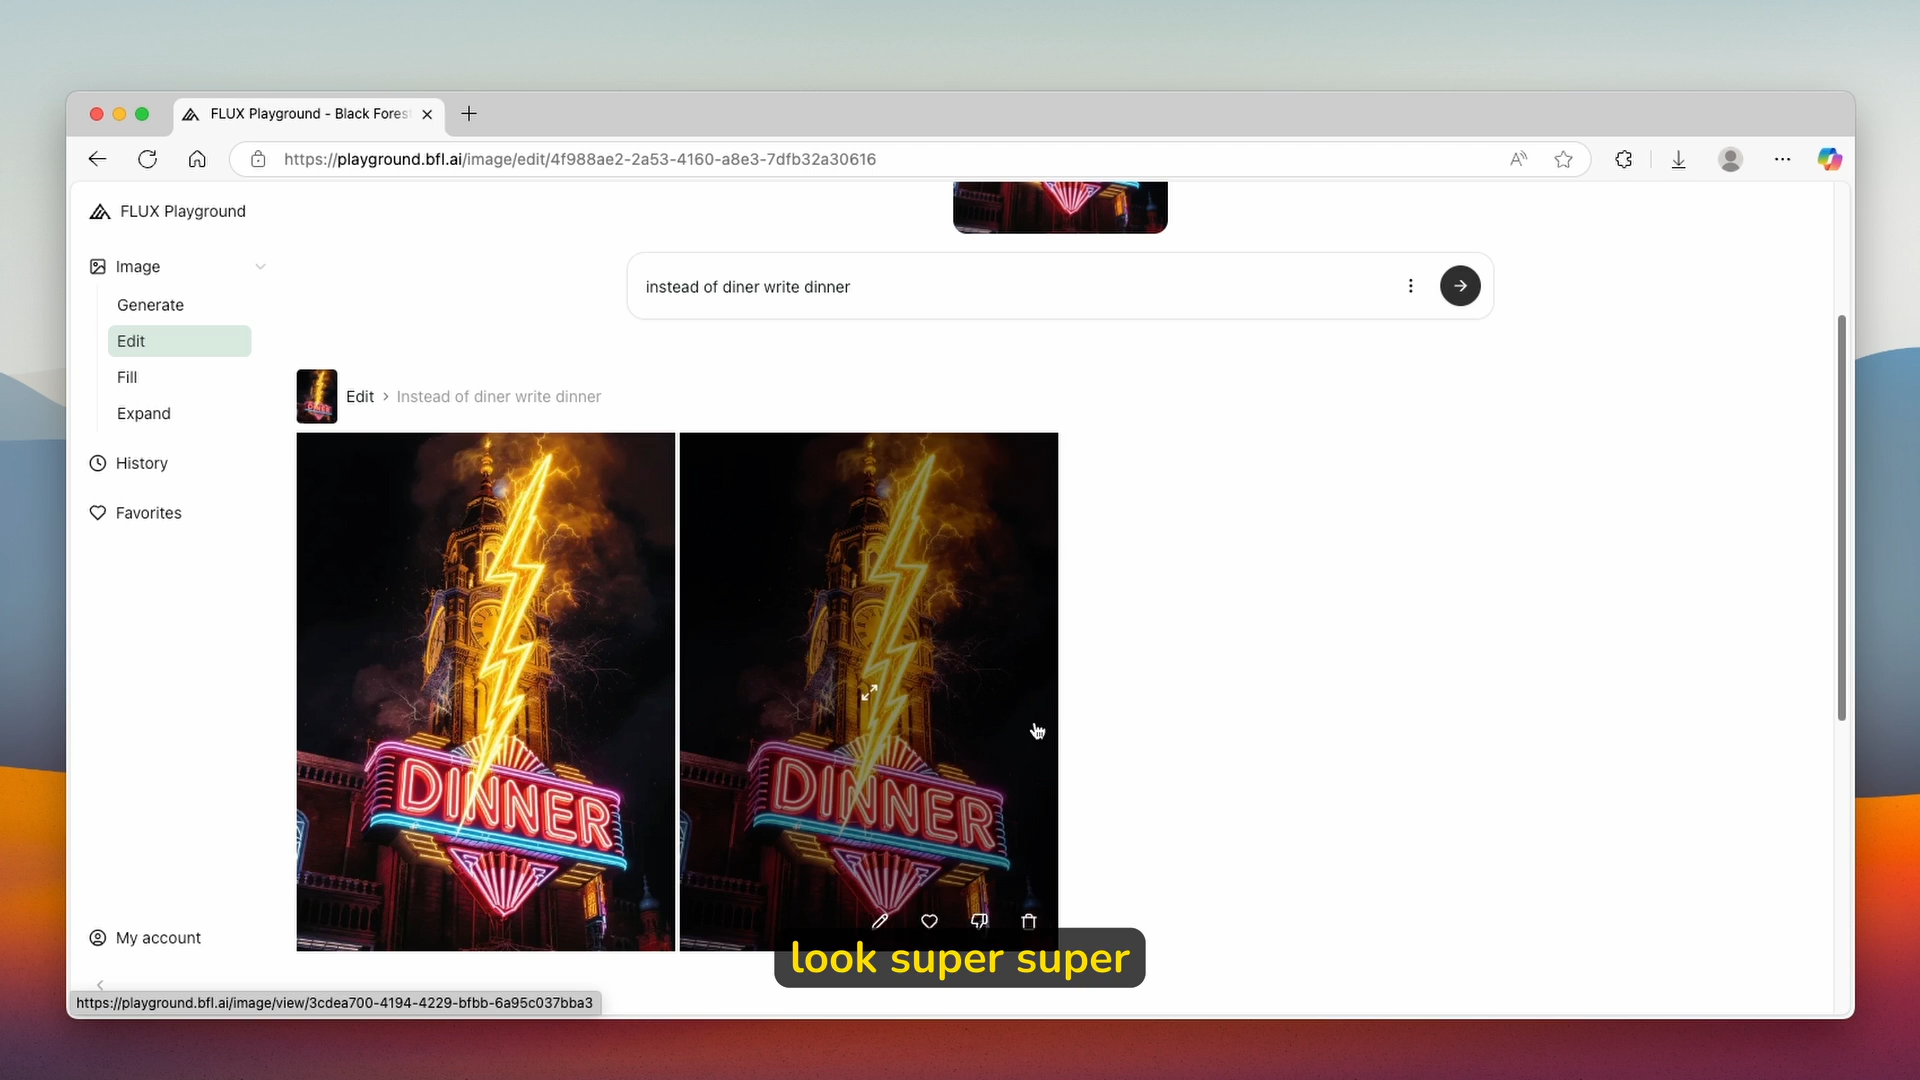 FLUX Playground - Black Forest
https://playground.bfl.ai/image/edit/4f988ae2-2a53-4160-a8e3-7dfb32a30616
FLUX Playground
Image
instead of diner write dinner
Generate
Edit
Fill
Expand
Edit > Instead of diner write dinner
History
Favorites
DINNER
DINNER
My account
look super super
https://playground.bfl.ai/image/view/3cdea700-4194-4229-bfbb-6a95c037bba3